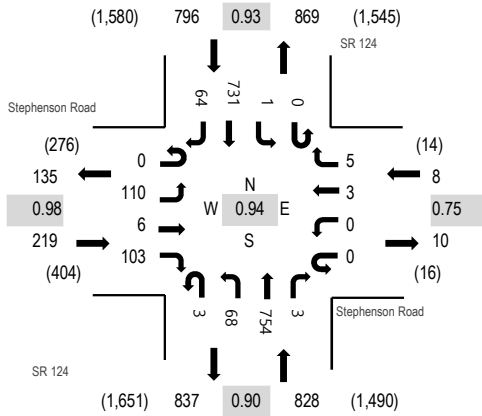 (1,580) 796 0.93 869 (1,545)
SR 124
64 731 1 0
Stephenson Road
(276) (14)
0 5
135 8
110 3
0.98 W N 0.94 S E 0.75
6 0
219 10
103 0
(404) (16)
3 68 754 3
Stephenson Road
SR 124
(1,651) 837 0.90 828 (1,490)